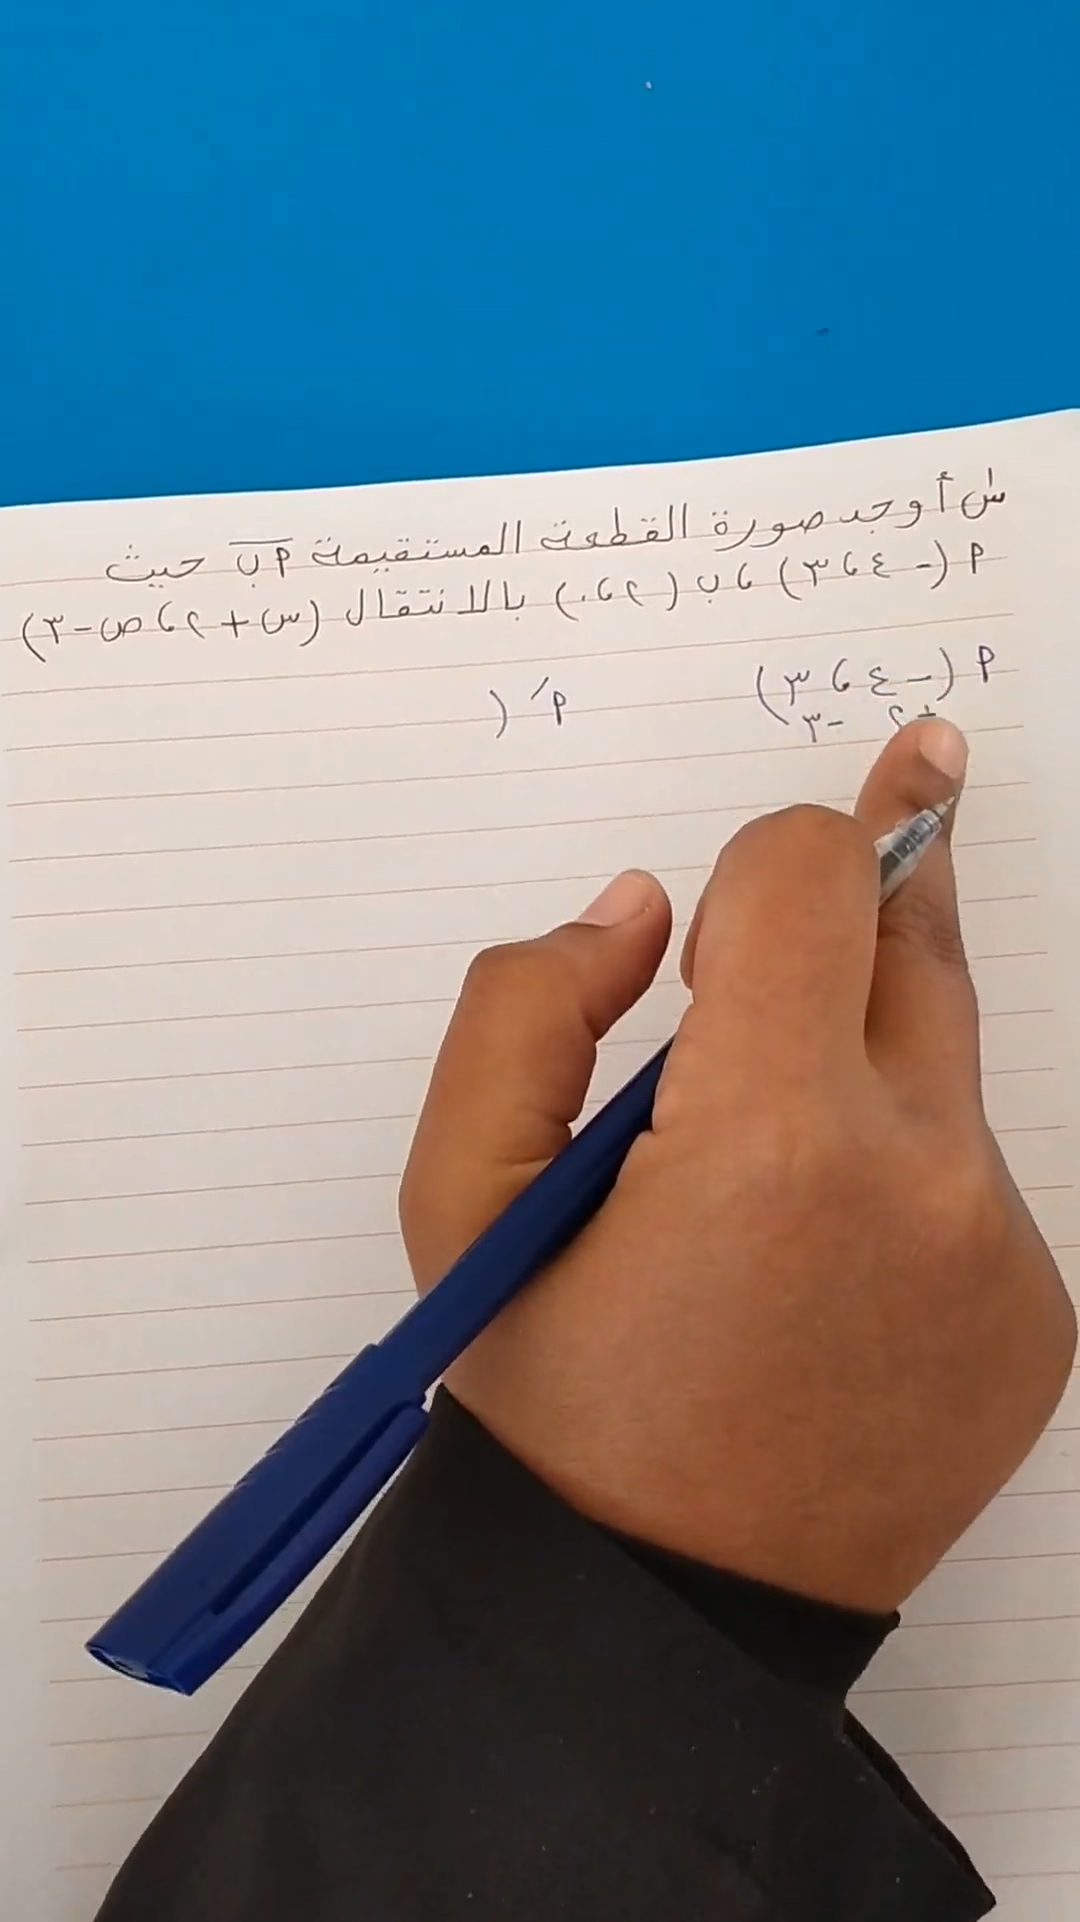 س أوجد صورة القطعة المستقيمة أب حيث
أ (-٤ ، ٣) ، ب (٢ ، ٠) بالانتقال (س + ٢ ، ص - ٣)
أ (-٤ ، ٣) أَ (
+٢ -٣